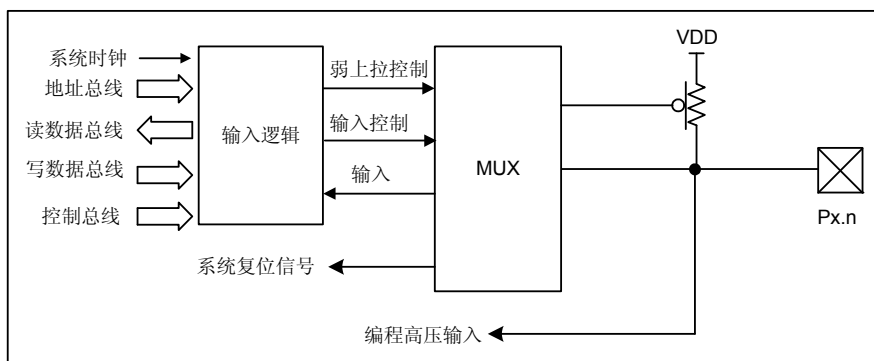 系统时钟
地址总线
读数据总线
写数据总线
控制总线
输入逻辑
弱上拉控制
输入控制
输入
系统复位信号
MUX
VDD
Px.n
编程高压输入